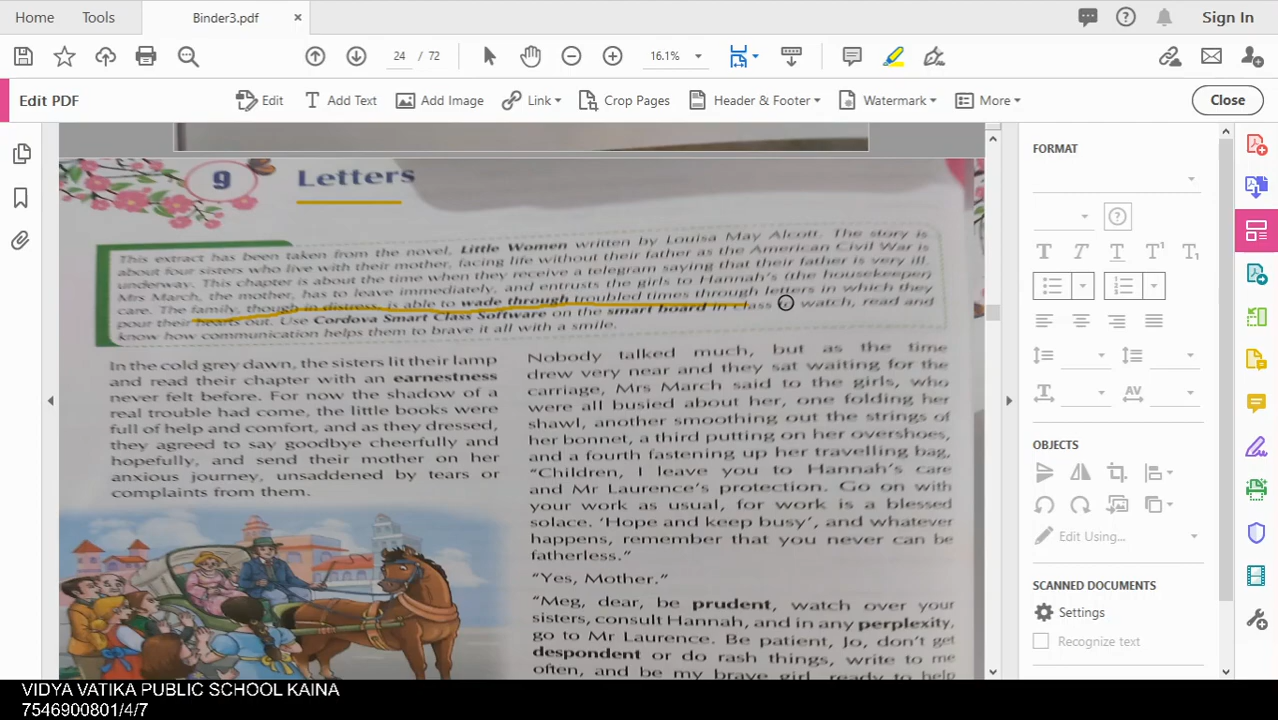 Home Tools Binder3.pdf × Sign In
24 / 72 16.1%
Edit PDF Edit Add Text Add Image Link Crop Pages Header & Footer Watermark More Close
9 Letters
This extract has been taken from the novel, Little Women written by Louisa May Alcott. The story is
about four sisters who live with their mother, facing life without their father as the American Civil War is
underway. This chapter is about the time when they receive a telegram saying that their father is very ill.
Mrs March, the mother, has to leave immediately, and entrusts the girls to Hannah's (the housekeeper)
care. The family, though in distress, is able to wade through troubled times through letters in which they
pour their hearts out. Use Cordova Smart Class Software on the smart board in class to watch, read and
know how communication helps them to brave it all with a smile.
In the cold grey dawn, the sisters lit their lamp
and read their chapter with an earnestness
never felt before. For now the shadow of a
real trouble had come, the little books were
full of help and comfort, and as they dressed,
they agreed to say goodbye cheerfully and
hopefully, and send their mother on her
anxious journey, unsaddened by tears or
complaints from them.
Nobody talked much, but as the time
drew very near and they sat waiting for the
carriage, Mrs March said to the girls, who
were all busied about her, one folding her
shawl, another smoothing out the strings of
her bonnet, a third putting on her overshoes,
and a fourth fastening up her travelling bag,
“Children, I leave you to Hannah's care
and Mr Laurence's protection. Go on with
your work as usual, for work is a blessed
solace. ‘Hope and keep busy’, and whatever
happens, remember that you never can be
fatherless.”
“Yes, Mother.”
“Meg, dear, be prudent, watch over your
sisters, consult Hannah, and in any perplexity,
go to Mr Laurence. Be patient, Jo, don't get
despondent or do rash things, write to me
often, and be my brave girl, ready to help
FORMAT
T T T T¹ T₁
AV
OBJECTS
Edit Using...
SCANNED DOCUMENTS
Settings
Recognize text
VIDYA VATIKA PUBLIC SCHOOL KAINA
7546900801/4/7